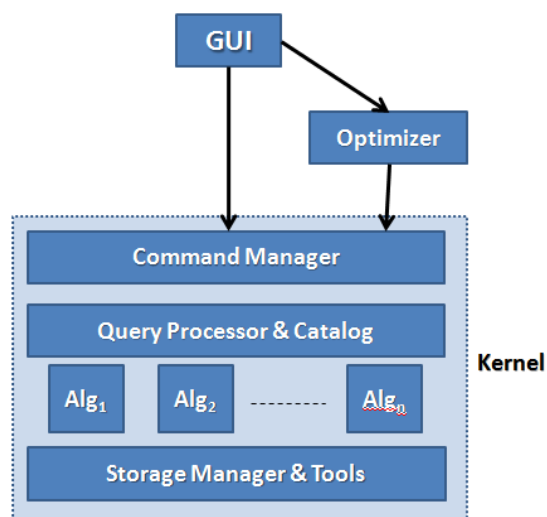 GUI
Optimizer
Command Manager
Query Processor & Catalog
Kernel
Alg₁ Alg₂ --------- Algₙ
Storage Manager & Tools